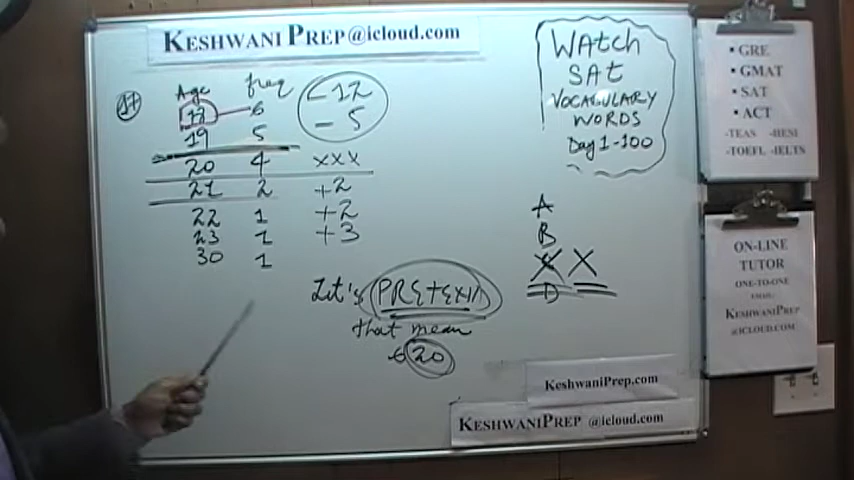 KESHWANI PREP@icloud.com
17
Age freq
18 6 -12
19 5 - 5
20 4 xxx
21 2 +2
22 1 +2
23 1 +3
30 1
Let's
that mean
20
WAtch
SAt
VOCABULARY
WORDS
Day 1-100
A
B
X
D
• GRE
• GMAT
• SAT
• ACT
-TEAS -HESI
-TOEFL -IELTS
ON-LINE
TUTOR
ONE-TO-ONE
EMAIL:
KESHWANIPREP
@ICLOUD.COM
KeshwaniPrep.com
KESHWANIPREP @icloud.com